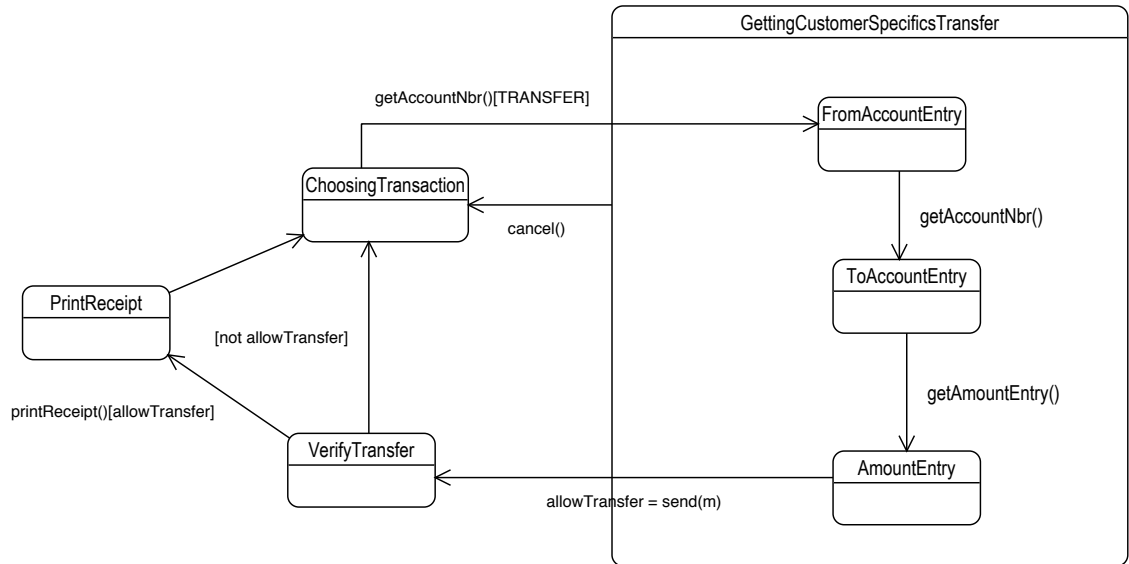 GettingCustomerSpecificsTransfer
getAccountNbr()[TRANSFER]
FromAccountEntry
ChoosingTransaction
cancel()
getAccountNbr()
ToAccountEntry
PrintReceipt
[not allowTransfer]
getAmountEntry()
printReceipt()[allowTransfer]
VerifyTransfer
AmountEntry
allowTransfer = send(m)